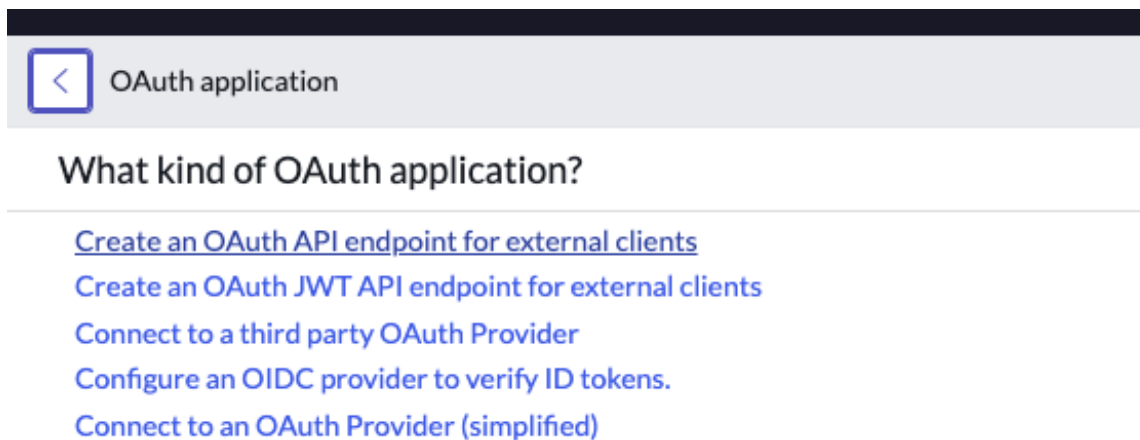 OAuth application
What kind of OAuth application?
Create an OAuth API endpoint for external clients
Create an OAuth JWT API endpoint for external clients
Connect to a third party OAuth Provider
Configure an OIDC provider to verify ID tokens.
Connect to an OAuth Provider (simplified)